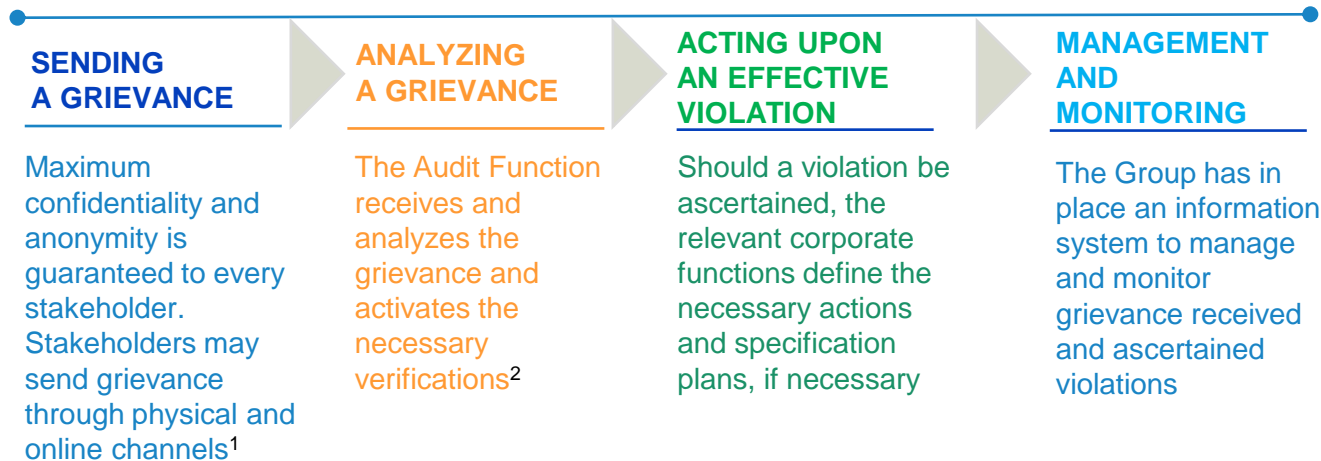 SENDING
A GRIEVANCE
Maximum
confidentiality and
anonymity is
guaranteed to every
stakeholder.
Stakeholders may
send grievance
through physical and
online channels1
ANALYZING
A GRIEVANCE
The Audit Function
receives and
analyzes the
grievance and
activates the
necessary
verifications2
ACTING UPON
AN EFFECTIVE
VIOLATION
Should a violation be
ascertained, the
relevant corporate
functions define the
necessary actions
and specification
plans, if necessary
MANAGEMENT
AND
MONITORING
The Group has in
place an information
system to manage
and monitor
grievance received
and ascertained
violations